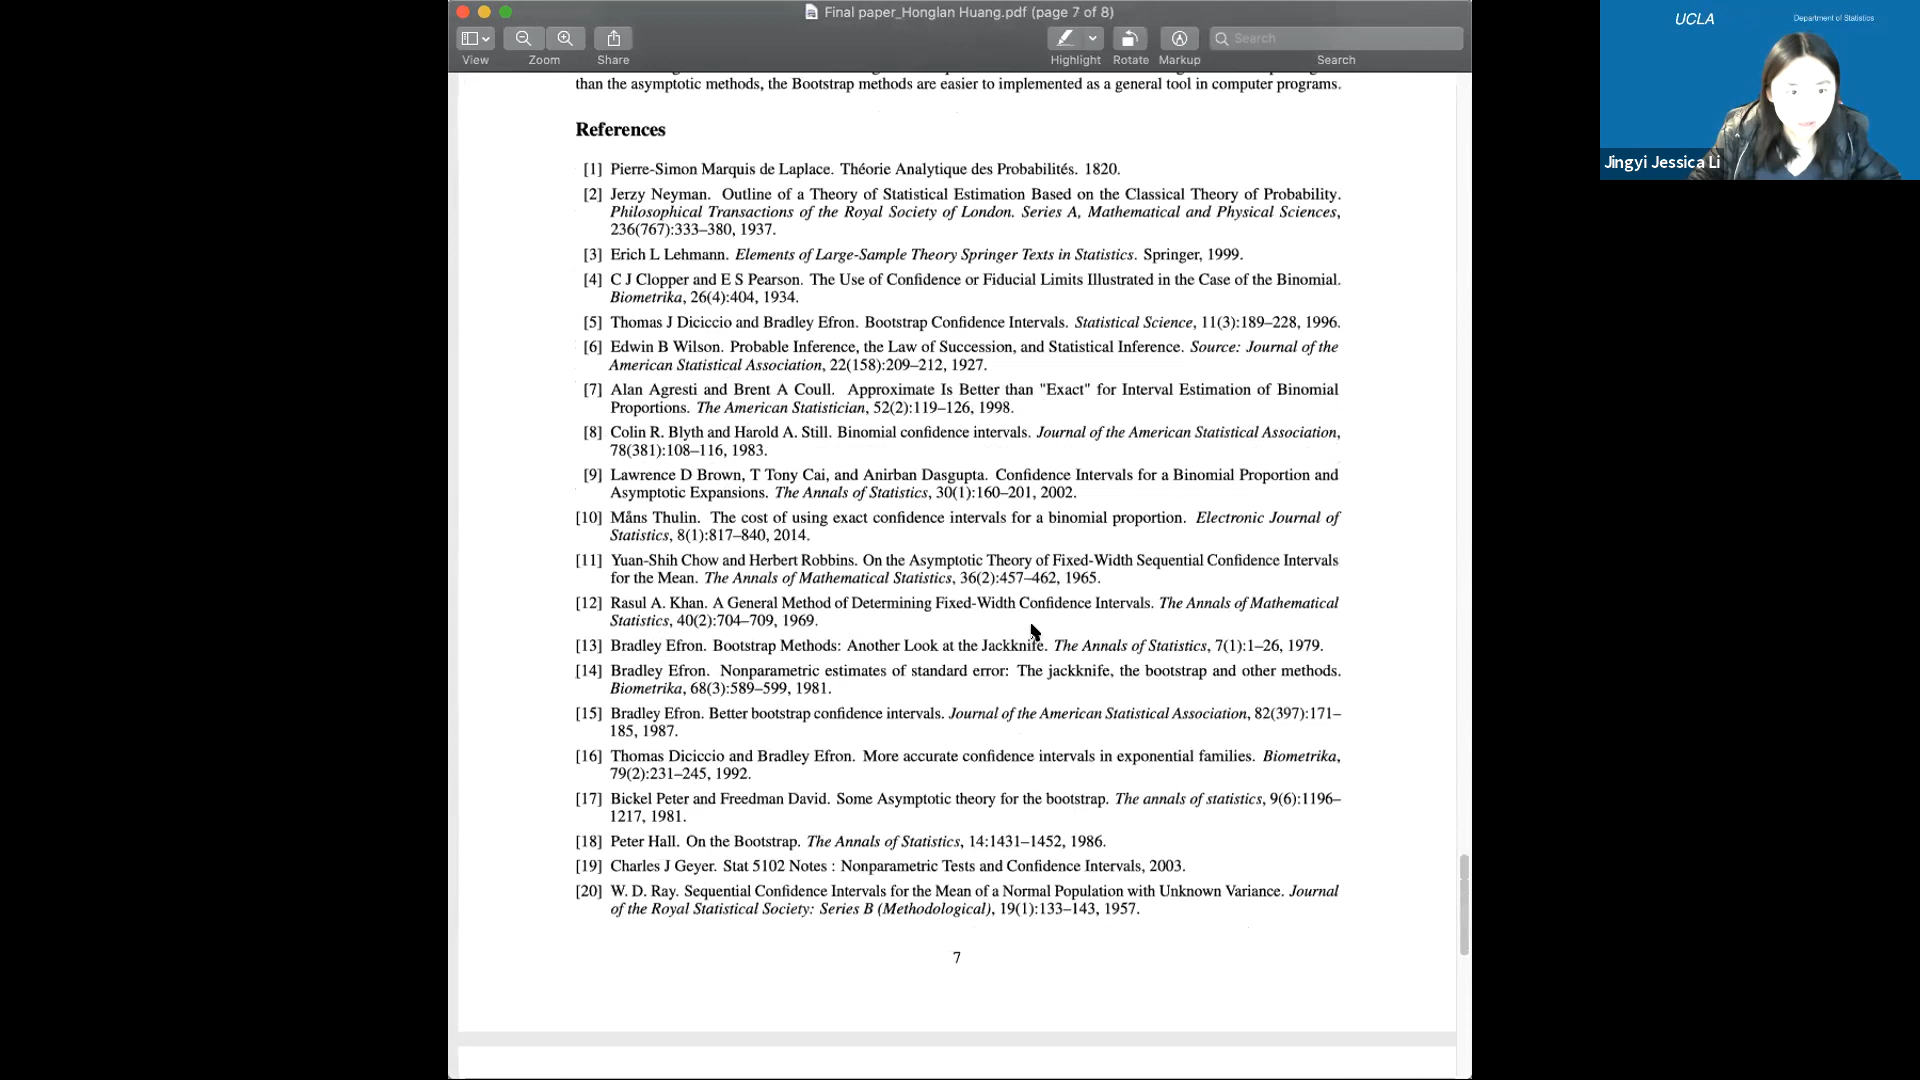 Final paper_Honglan Huang.pdf (page 7 of 8)
View
Zoom
Share
Highlight
Rotate
Markup
Search
Search
than the asymptotic methods, the Bootstrap methods are easier to implemented as a general tool in computer programs.
References
[1] Pierre-Simon Marquis de Laplace. Théorie Analytique des Probabilités. 1820.
[2] Jerzy Neyman. Outline of a Theory of Statistical Estimation Based on the Classical Theory of Probability.
Philosophical Transactions of the Royal Society of London. Series A, Mathematical and Physical Sciences,
236(767):333–380, 1937.
[3] Erich L Lehmann. Elements of Large-Sample Theory Springer Texts in Statistics. Springer, 1999.
[4] C J Clopper and E S Pearson. The Use of Confidence or Fiducial Limits Illustrated in the Case of the Binomial.
Biometrika, 26(4):404, 1934.
[5] Thomas J Diciccio and Bradley Efron. Bootstrap Confidence Intervals. Statistical Science, 11(3):189–228, 1996.
[6] Edwin B Wilson. Probable Inference, the Law of Succession, and Statistical Inference. Source: Journal of the
American Statistical Association, 22(158):209–212, 1927.
[7] Alan Agresti and Brent A Coull. Approximate Is Better than "Exact" for Interval Estimation of Binomial
Proportions. The American Statistician, 52(2):119–126, 1998.
[8] Colin R. Blyth and Harold A. Still. Binomial confidence intervals. Journal of the American Statistical Association,
78(381):108–116, 1983.
[9] Lawrence D Brown, T Tony Cai, and Anirban Dasgupta. Confidence Intervals for a Binomial Proportion and
Asymptotic Expansions. The Annals of Statistics, 30(1):160–201, 2002.
[10] Måns Thulin. The cost of using exact confidence intervals for a binomial proportion. Electronic Journal of
Statistics, 8(1):817–840, 2014.
[11] Yuan-Shih Chow and Herbert Robbins. On the Asymptotic Theory of Fixed-Width Sequential Confidence Intervals
for the Mean. The Annals of Mathematical Statistics, 36(2):457–462, 1965.
[12] Rasul A. Khan. A General Method of Determining Fixed-Width Confidence Intervals. The Annals of Mathematical
Statistics, 40(2):704–709, 1969.
[13] Bradley Efron. Bootstrap Methods: Another Look at the Jackknife. The Annals of Statistics, 7(1):1–26, 1979.
[14] Bradley Efron. Nonparametric estimates of standard error: The jackknife, the bootstrap and other methods.
Biometrika, 68(3):589–599, 1981.
[15] Bradley Efron. Better bootstrap confidence intervals. Journal of the American Statistical Association, 82(397):171–
185, 1987.
[16] Thomas Diciccio and Bradley Efron. More accurate confidence intervals in exponential families. Biometrika,
79(2):231–245, 1992.
[17] Bickel Peter and Freedman David. Some Asymptotic theory for the bootstrap. The annals of statistics, 9(6):1196–
1217, 1981.
[18] Peter Hall. On the Bootstrap. The Annals of Statistics, 14:1431–1452, 1986.
[19] Charles J Geyer. Stat 5102 Notes : Nonparametric Tests and Confidence Intervals, 2003.
[20] W. D. Ray. Sequential Confidence Intervals for the Mean of a Normal Population with Unknown Variance. Journal
of the Royal Statistical Society: Series B (Methodological), 19(1):133–143, 1957.
7
UCLA
Department of Statistics
Jingyi Jessica Li